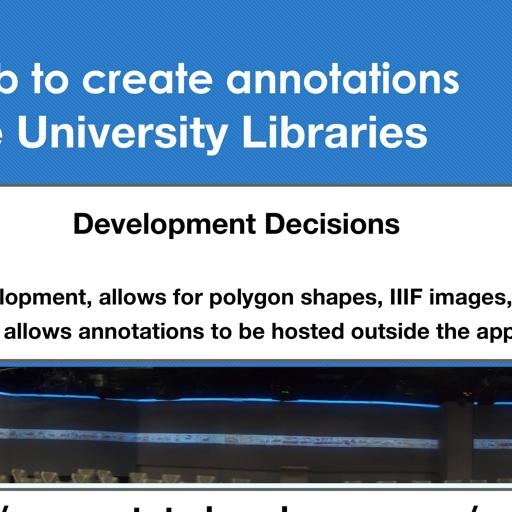 b to create annotations
e University Libraries
Development Decisions
lopment, allows for polygon shapes, IIIF images,
allows annotations to be hosted outside the app